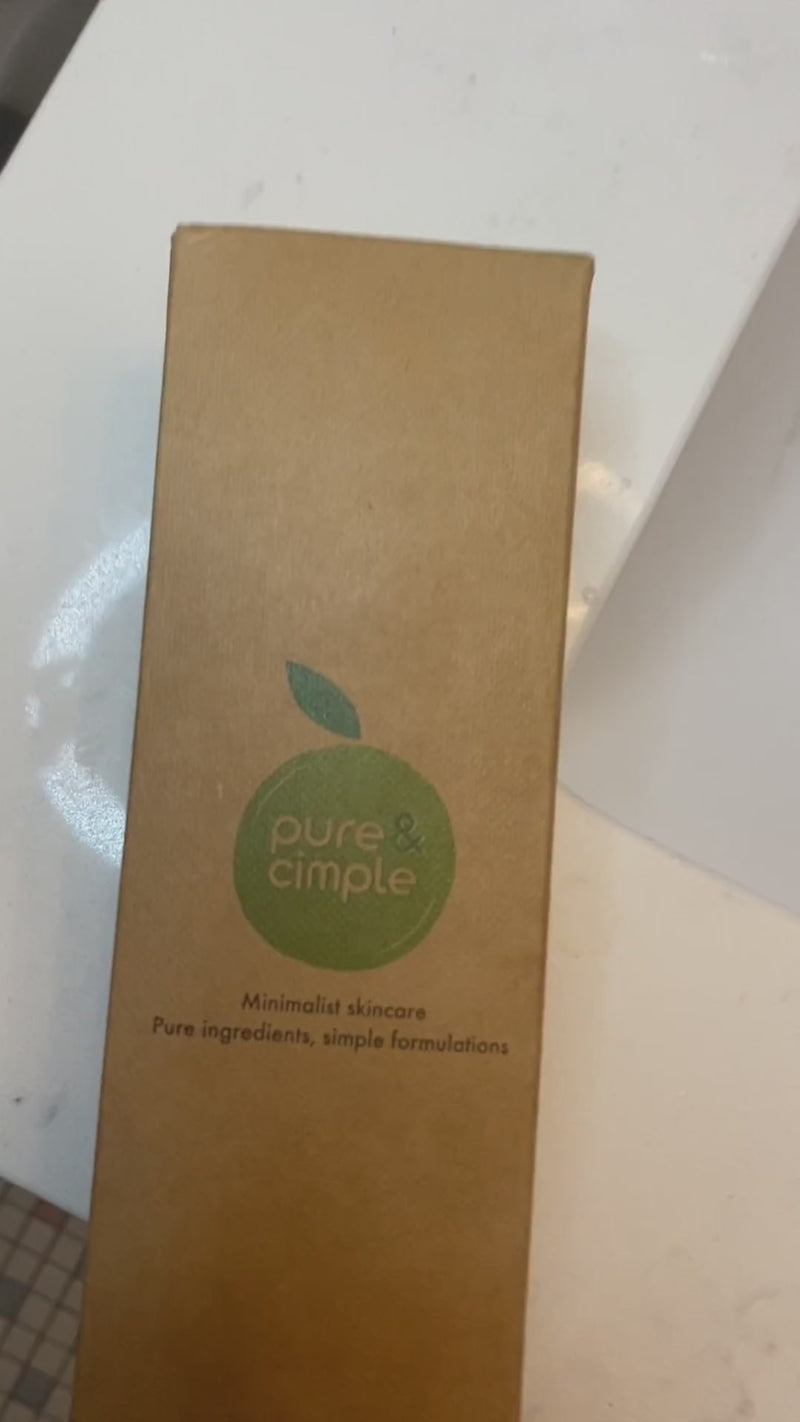 pure &
cimple
Minimalist skincare
Pure ingredients, simple formulations